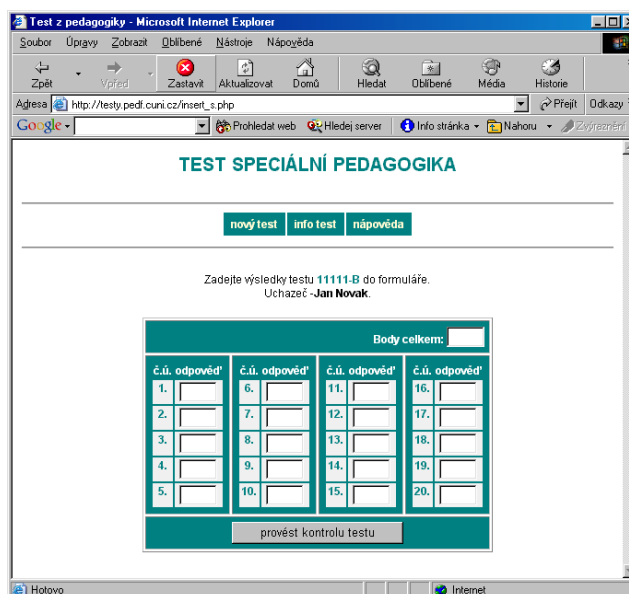 Test z pedagogiky - Microsoft Internet Explorer
Soubor Úpravy Zobrazit Oblíbené Nástroje Nápověda
Zpět Vpřed Zastavit Aktualizovat Domů Hledat Oblíbené Média Historie
Adresa http://testy.pedf.cuni.cz/insert_s.php Přejít Odkazy
Google Prohledat web Hledej server Info stránka Nahoru Zvýraznění
TEST SPECIÁLNÍ PEDAGOGIKA
nový test info test nápověda
Zadejte výsledky testu 11111-B do formuláře.
Uchazeč -Jan Novak.
Body celkem:
č.ú. odpověď č.ú. odpověď č.ú. odpověď č.ú. odpověď
1. 6. 11. 16.
2. 7. 12. 17.
3. 8. 13. 18.
4. 9. 14. 19.
5. 10. 15. 20.
provést kontrolu testu
Hotovo Internet